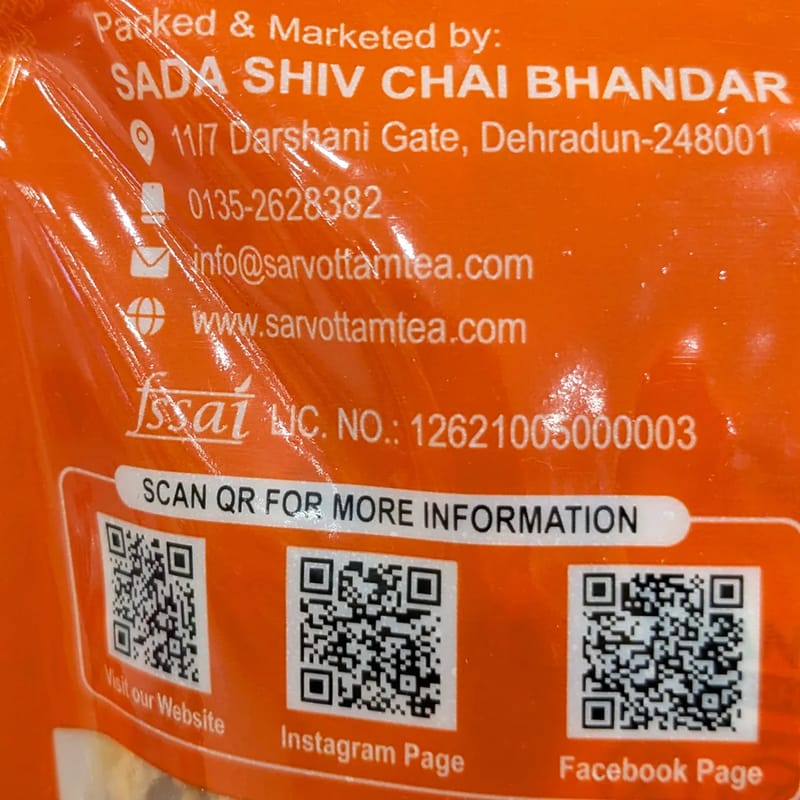 Packed & Marketed by:
SADA SHIV CHAI BHANDAR
11/7 Darshani Gate, Dehradun-248001
0135-2628382
info@sarvottamtea.com
www.sarvottamtea.com
fssai LIC. NO.: 12621005000003
SCAN QR FOR MORE INFORMATION
Visit our Website
Instagram Page
Facebook Page